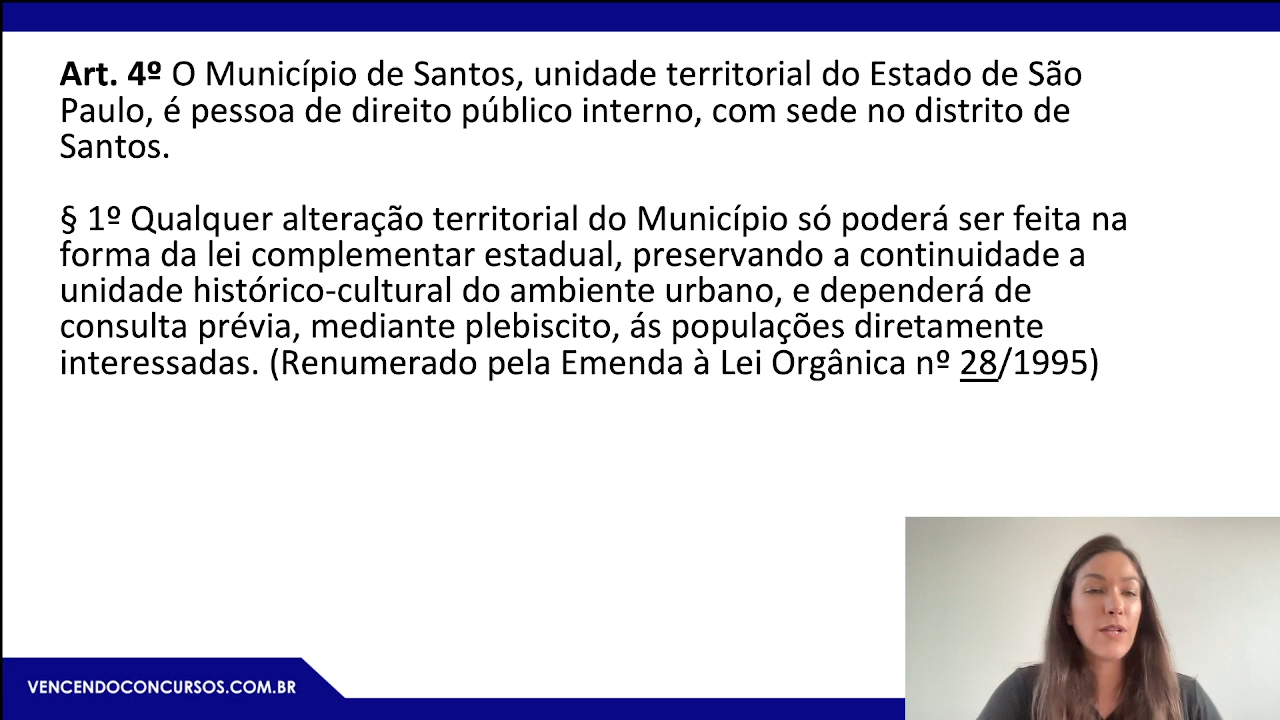 Art. 4º O Município de Santos, unidade territorial do Estado de São
Paulo, é pessoa de direito público interno, com sede no distrito de
Santos.
§ 1º Qualquer alteração territorial do Município só poderá ser feita na
forma da lei complementar estadual, preservando a continuidade a
unidade histórico-cultural do ambiente urbano, e dependerá de
consulta prévia, mediante plebiscito, ás populações diretamente
interessadas. (Renumerado pela Emenda à Lei Orgânica nº 28/1995)
VENCENDOCONCURSOS.COM.BR